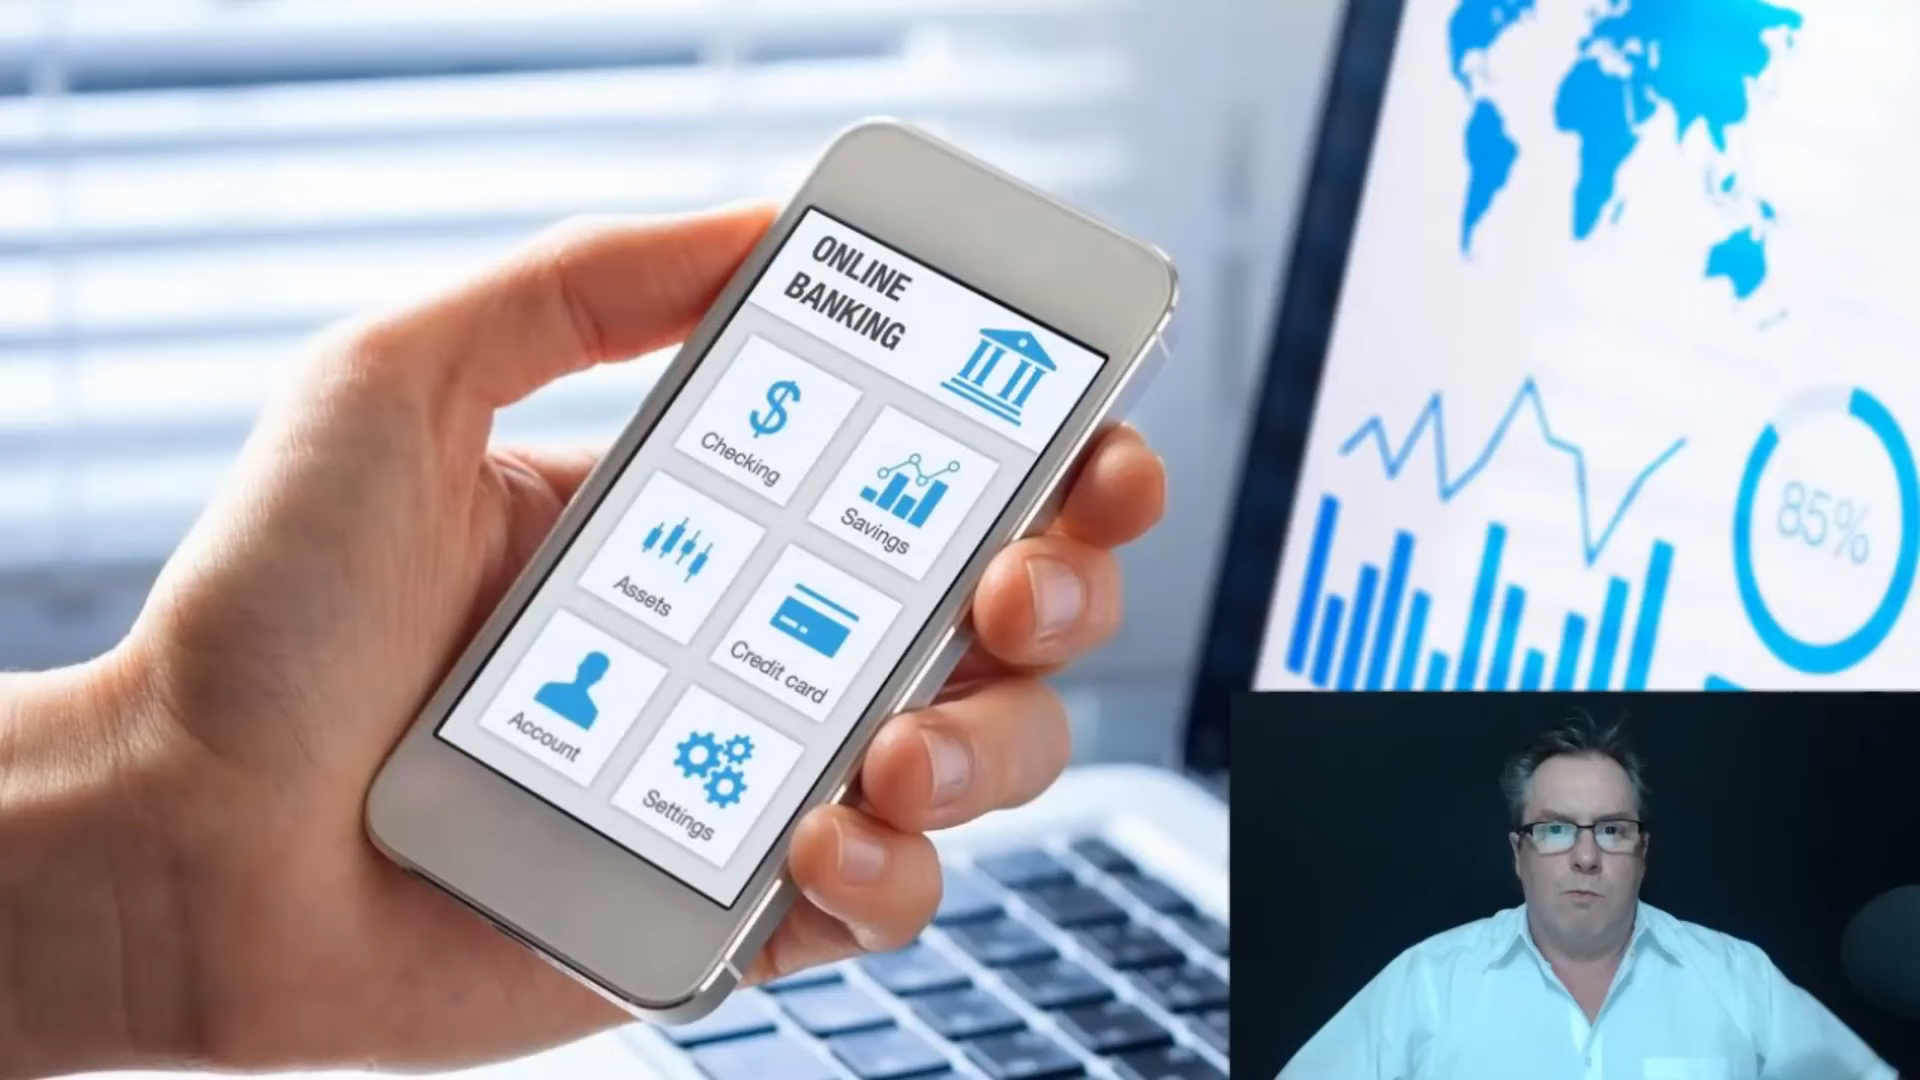 ONLINE
BANKING
Checking
Savings
Assets
Credit card
Account
Settings
85%